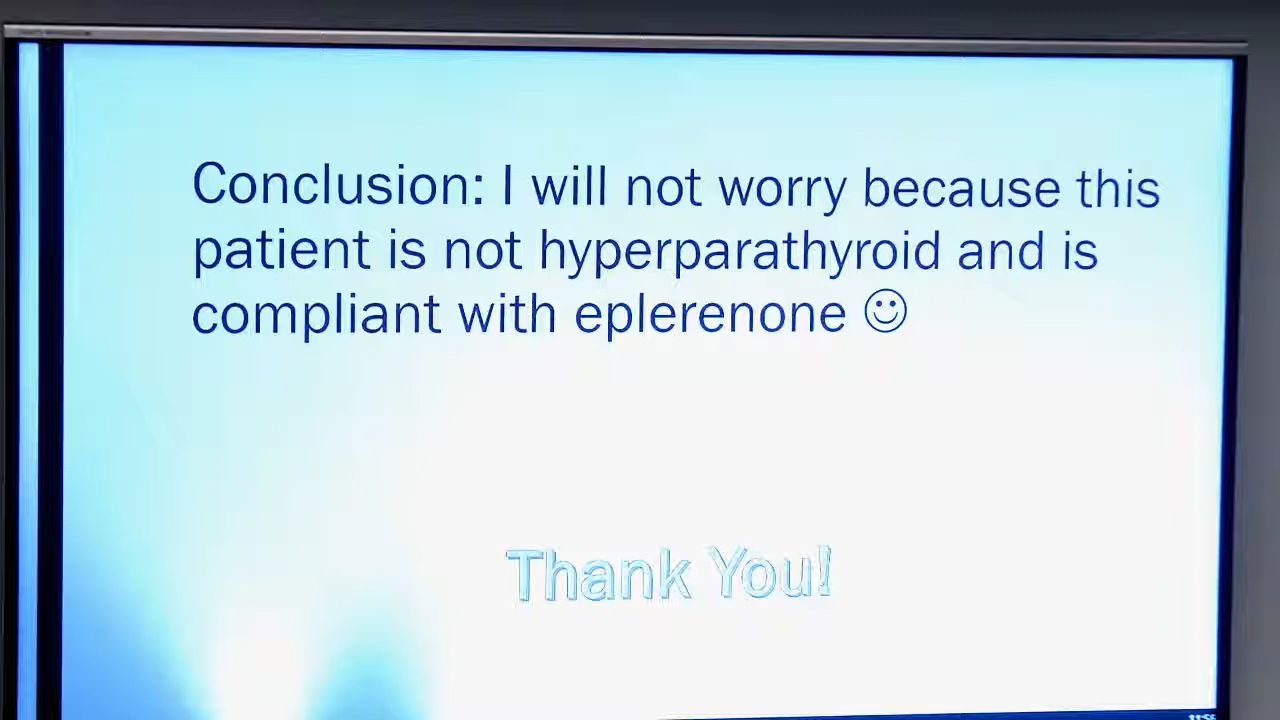 Conclusion: I will not worry because this
patient is not hyperparathyroid and is
compliant with eplerenone ☺
Thank You!